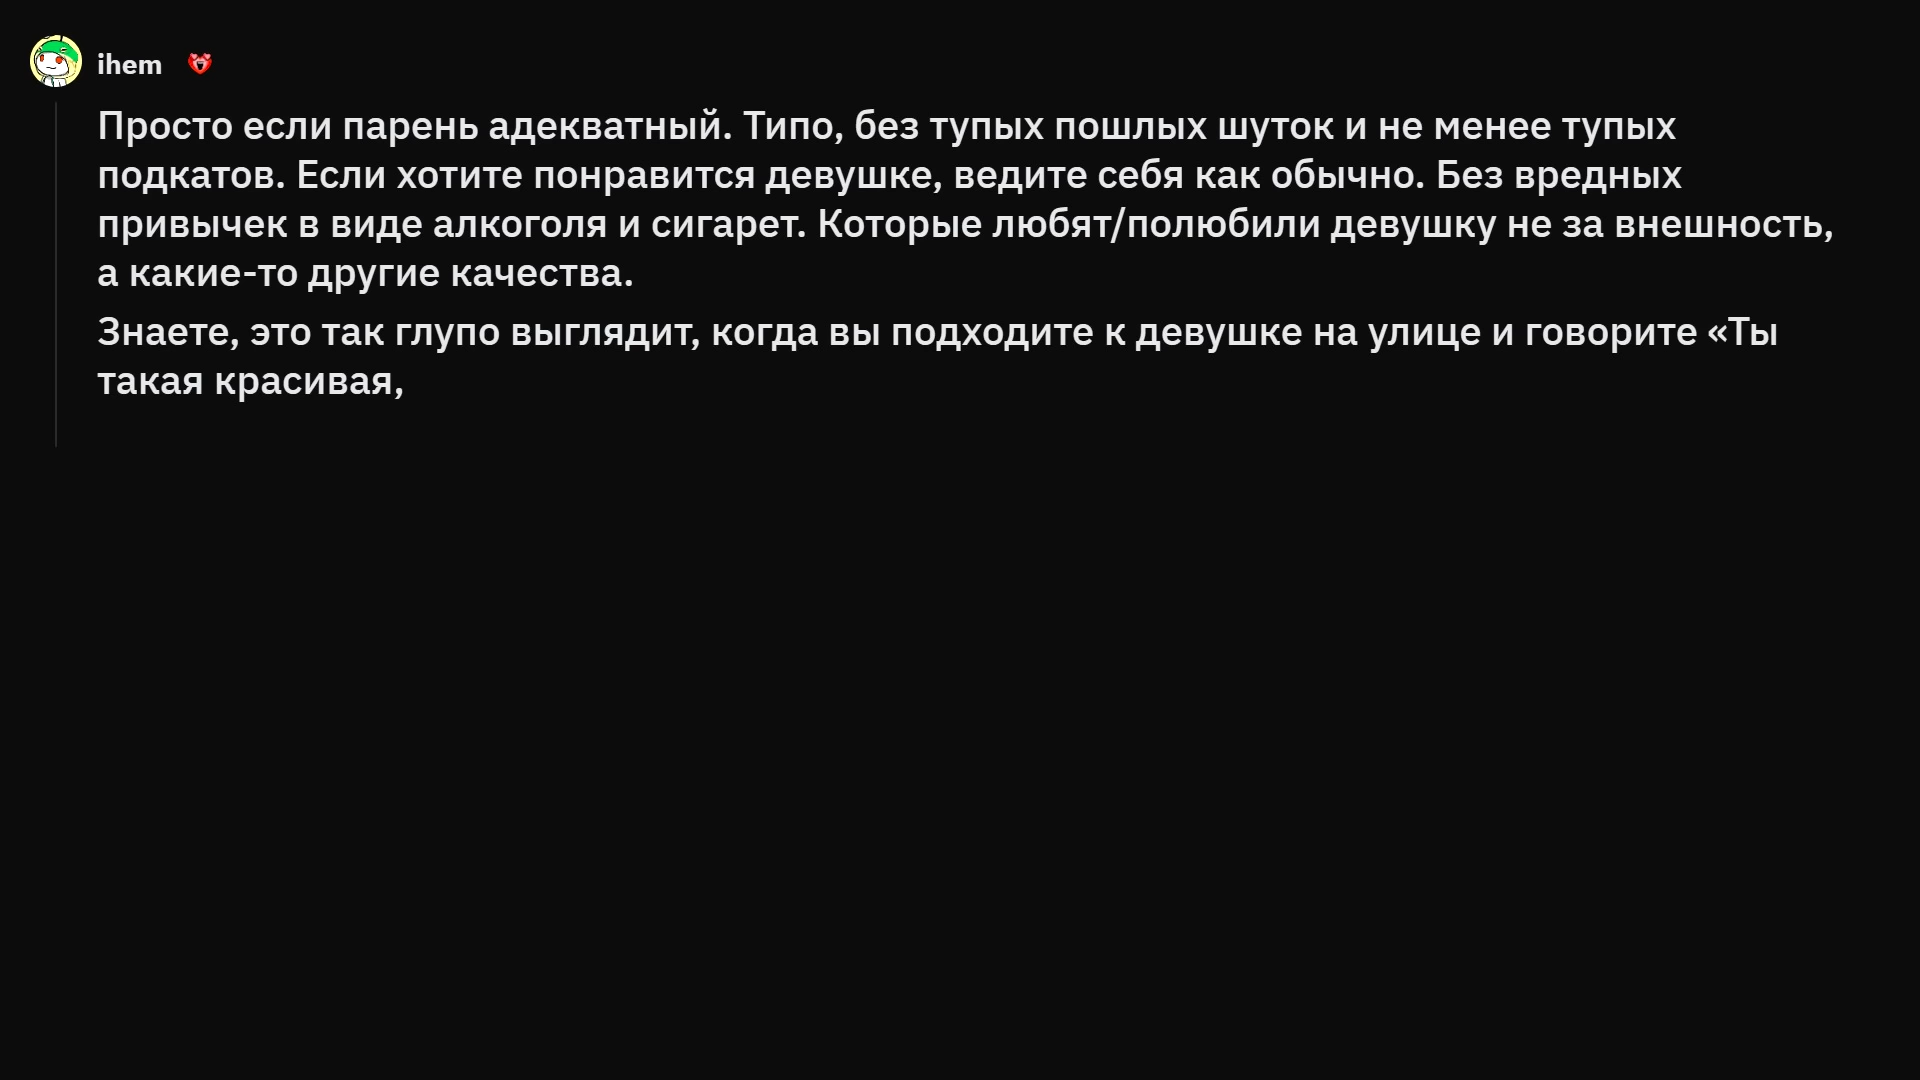 ihem
Просто если парень адекватный. Типо, без тупых пошлых шуток и не менее тупых
подкатов. Если хотите понравится девушке, ведите себя как обычно. Без вредных
привычек в виде алкоголя и сигарет. Которые любят/полюбили девушку не за внешность,
а какие-то другие качества.
Знаете, это так глупо выглядит, когда вы подходите к девушке на улице и говорите «Ты
такая красивая,